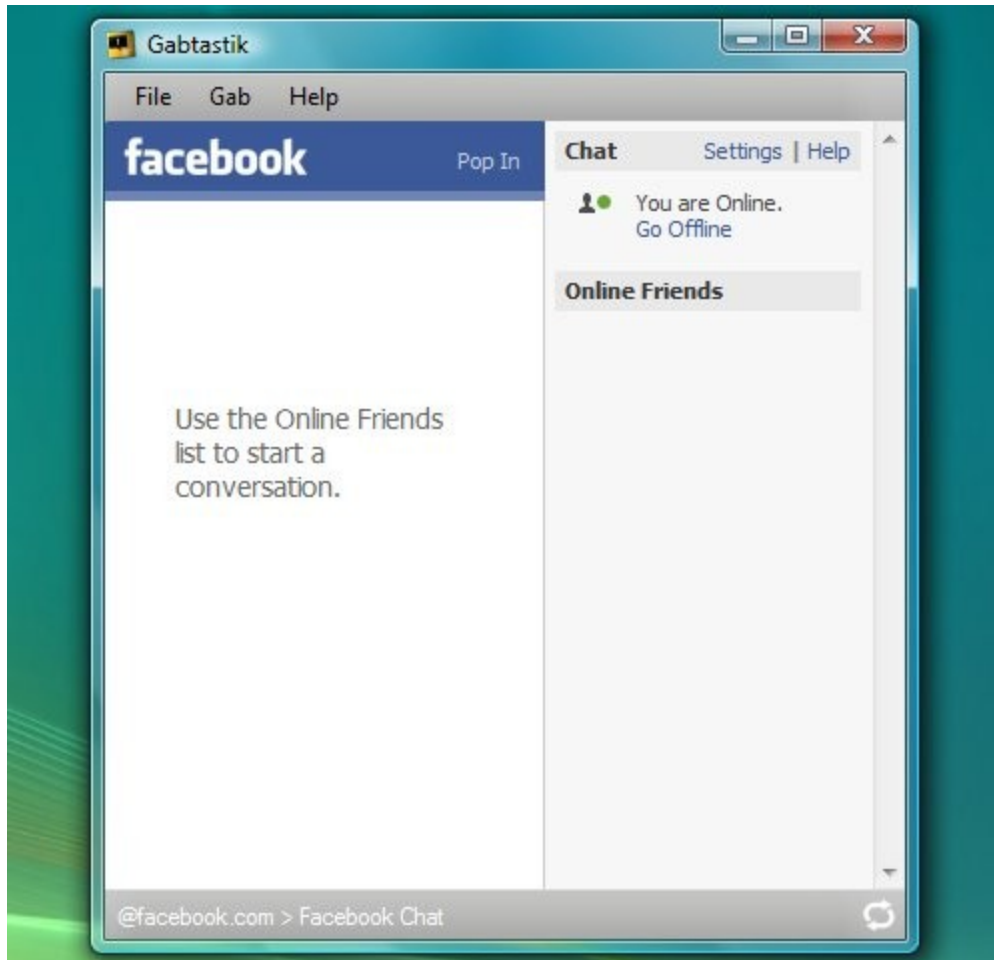 Gabtastik
File Gab Help
facebook Pop In
Use the Online Friends
list to start a
conversation.
Chat Settings | Help
You are Online.
Go Offline
Online Friends
@facebook.com > Facebook Chat